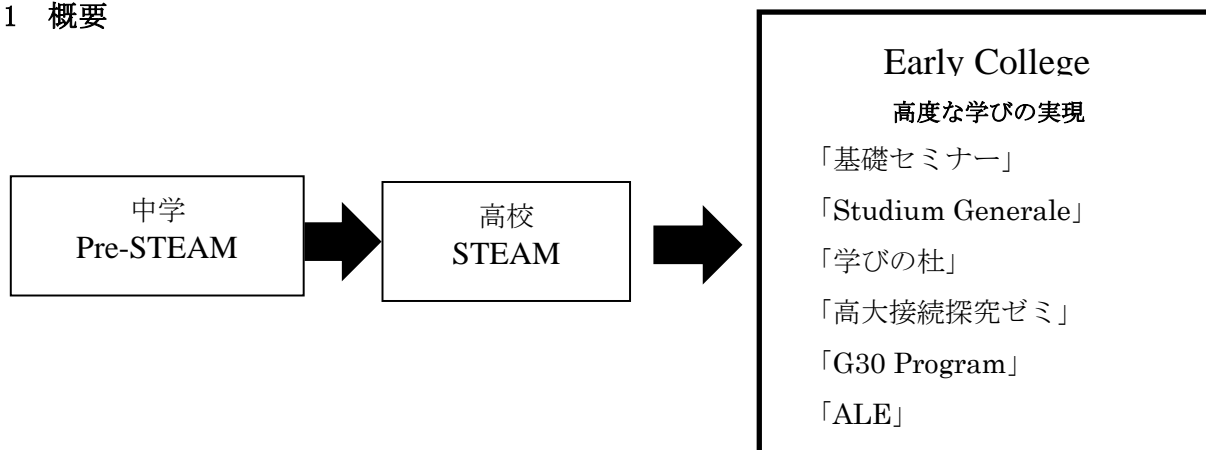 1 概要
中学
Pre-STEAM
高校
STEAM
Early College
高度な学びの実現
「基礎セミナー」
「Studium Generale」
「学びの杜」
「高大接続探究ゼミ」
「G30 Program」
「ALE」